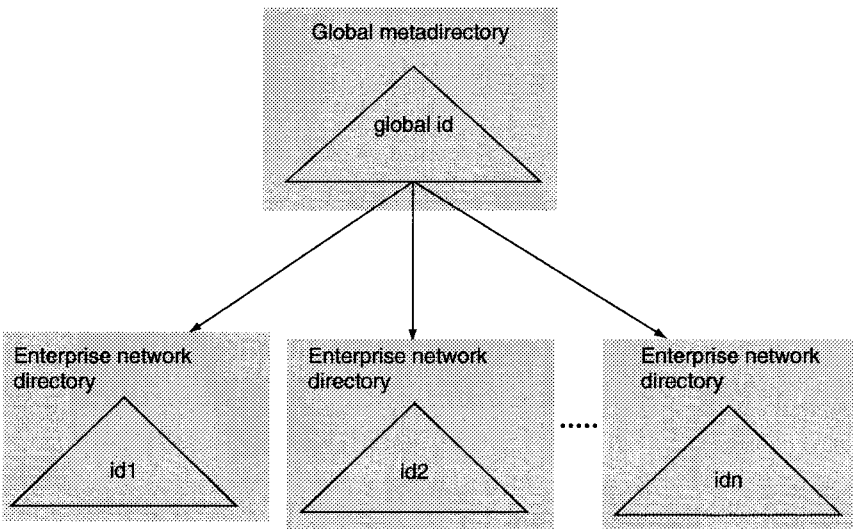 Global metadirectory
global id
Enterprise network
directory
id1
Enterprise network
directory
id2
.....
Enterprise network
directory
idn